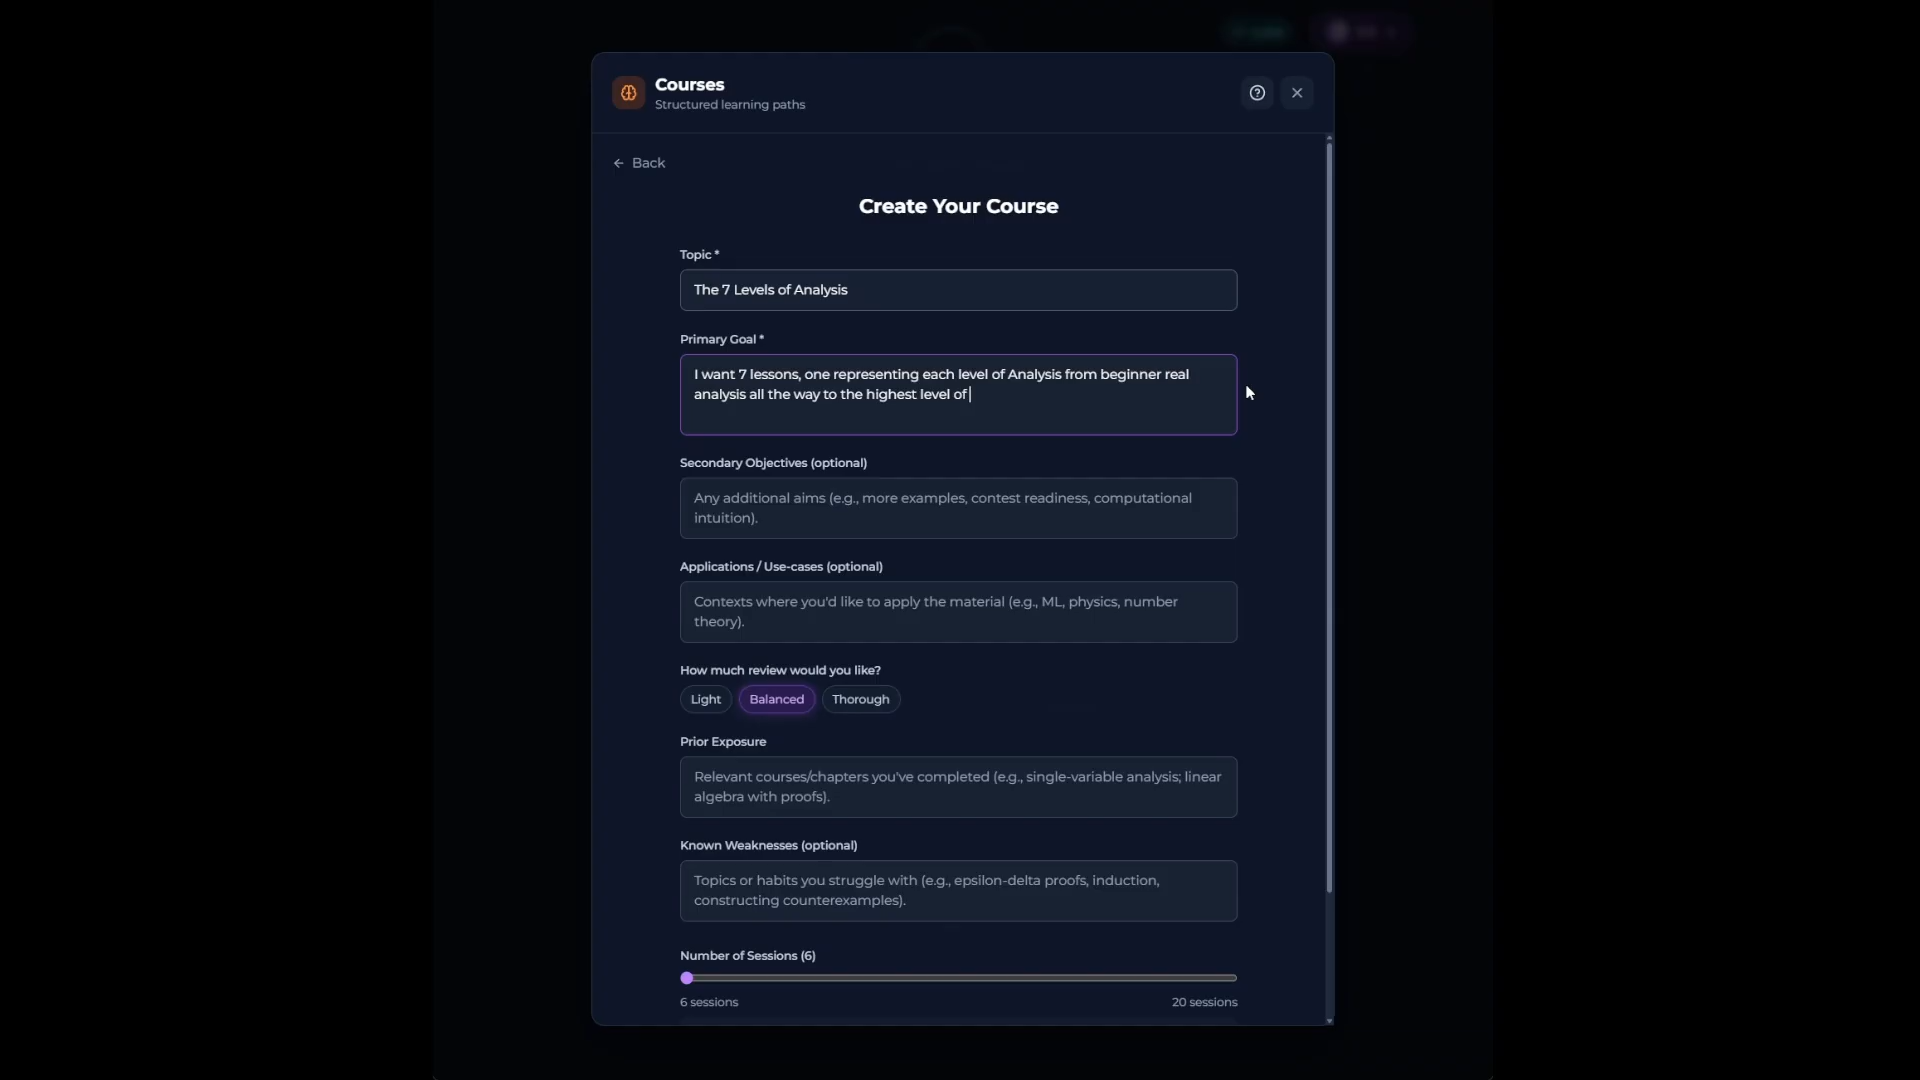 Courses
Structured learning paths
Back
Create Your Course
Topic *
The 7 Levels of Analysis
Primary Goal *
I want 7 lessons, one representing each level of Analysis from beginner real
analysis all the way to the highest level of
Secondary Objectives (optional)
Any additional aims (e.g., more examples, contest readiness, computational
intuition).
Applications / Use-cases (optional)
Contexts where you'd like to apply the material (e.g., ML, physics, number
theory).
How much review would you like?
Light Balanced Thorough
Prior Exposure
Relevant courses/chapters you've completed (e.g., single-variable analysis; linear
algebra with proofs).
Known Weaknesses (optional)
Topics or habits you struggle with (e.g., epsilon-delta proofs, induction,
constructing counterexamples).
Number of Sessions (6)
6 sessions 20 sessions